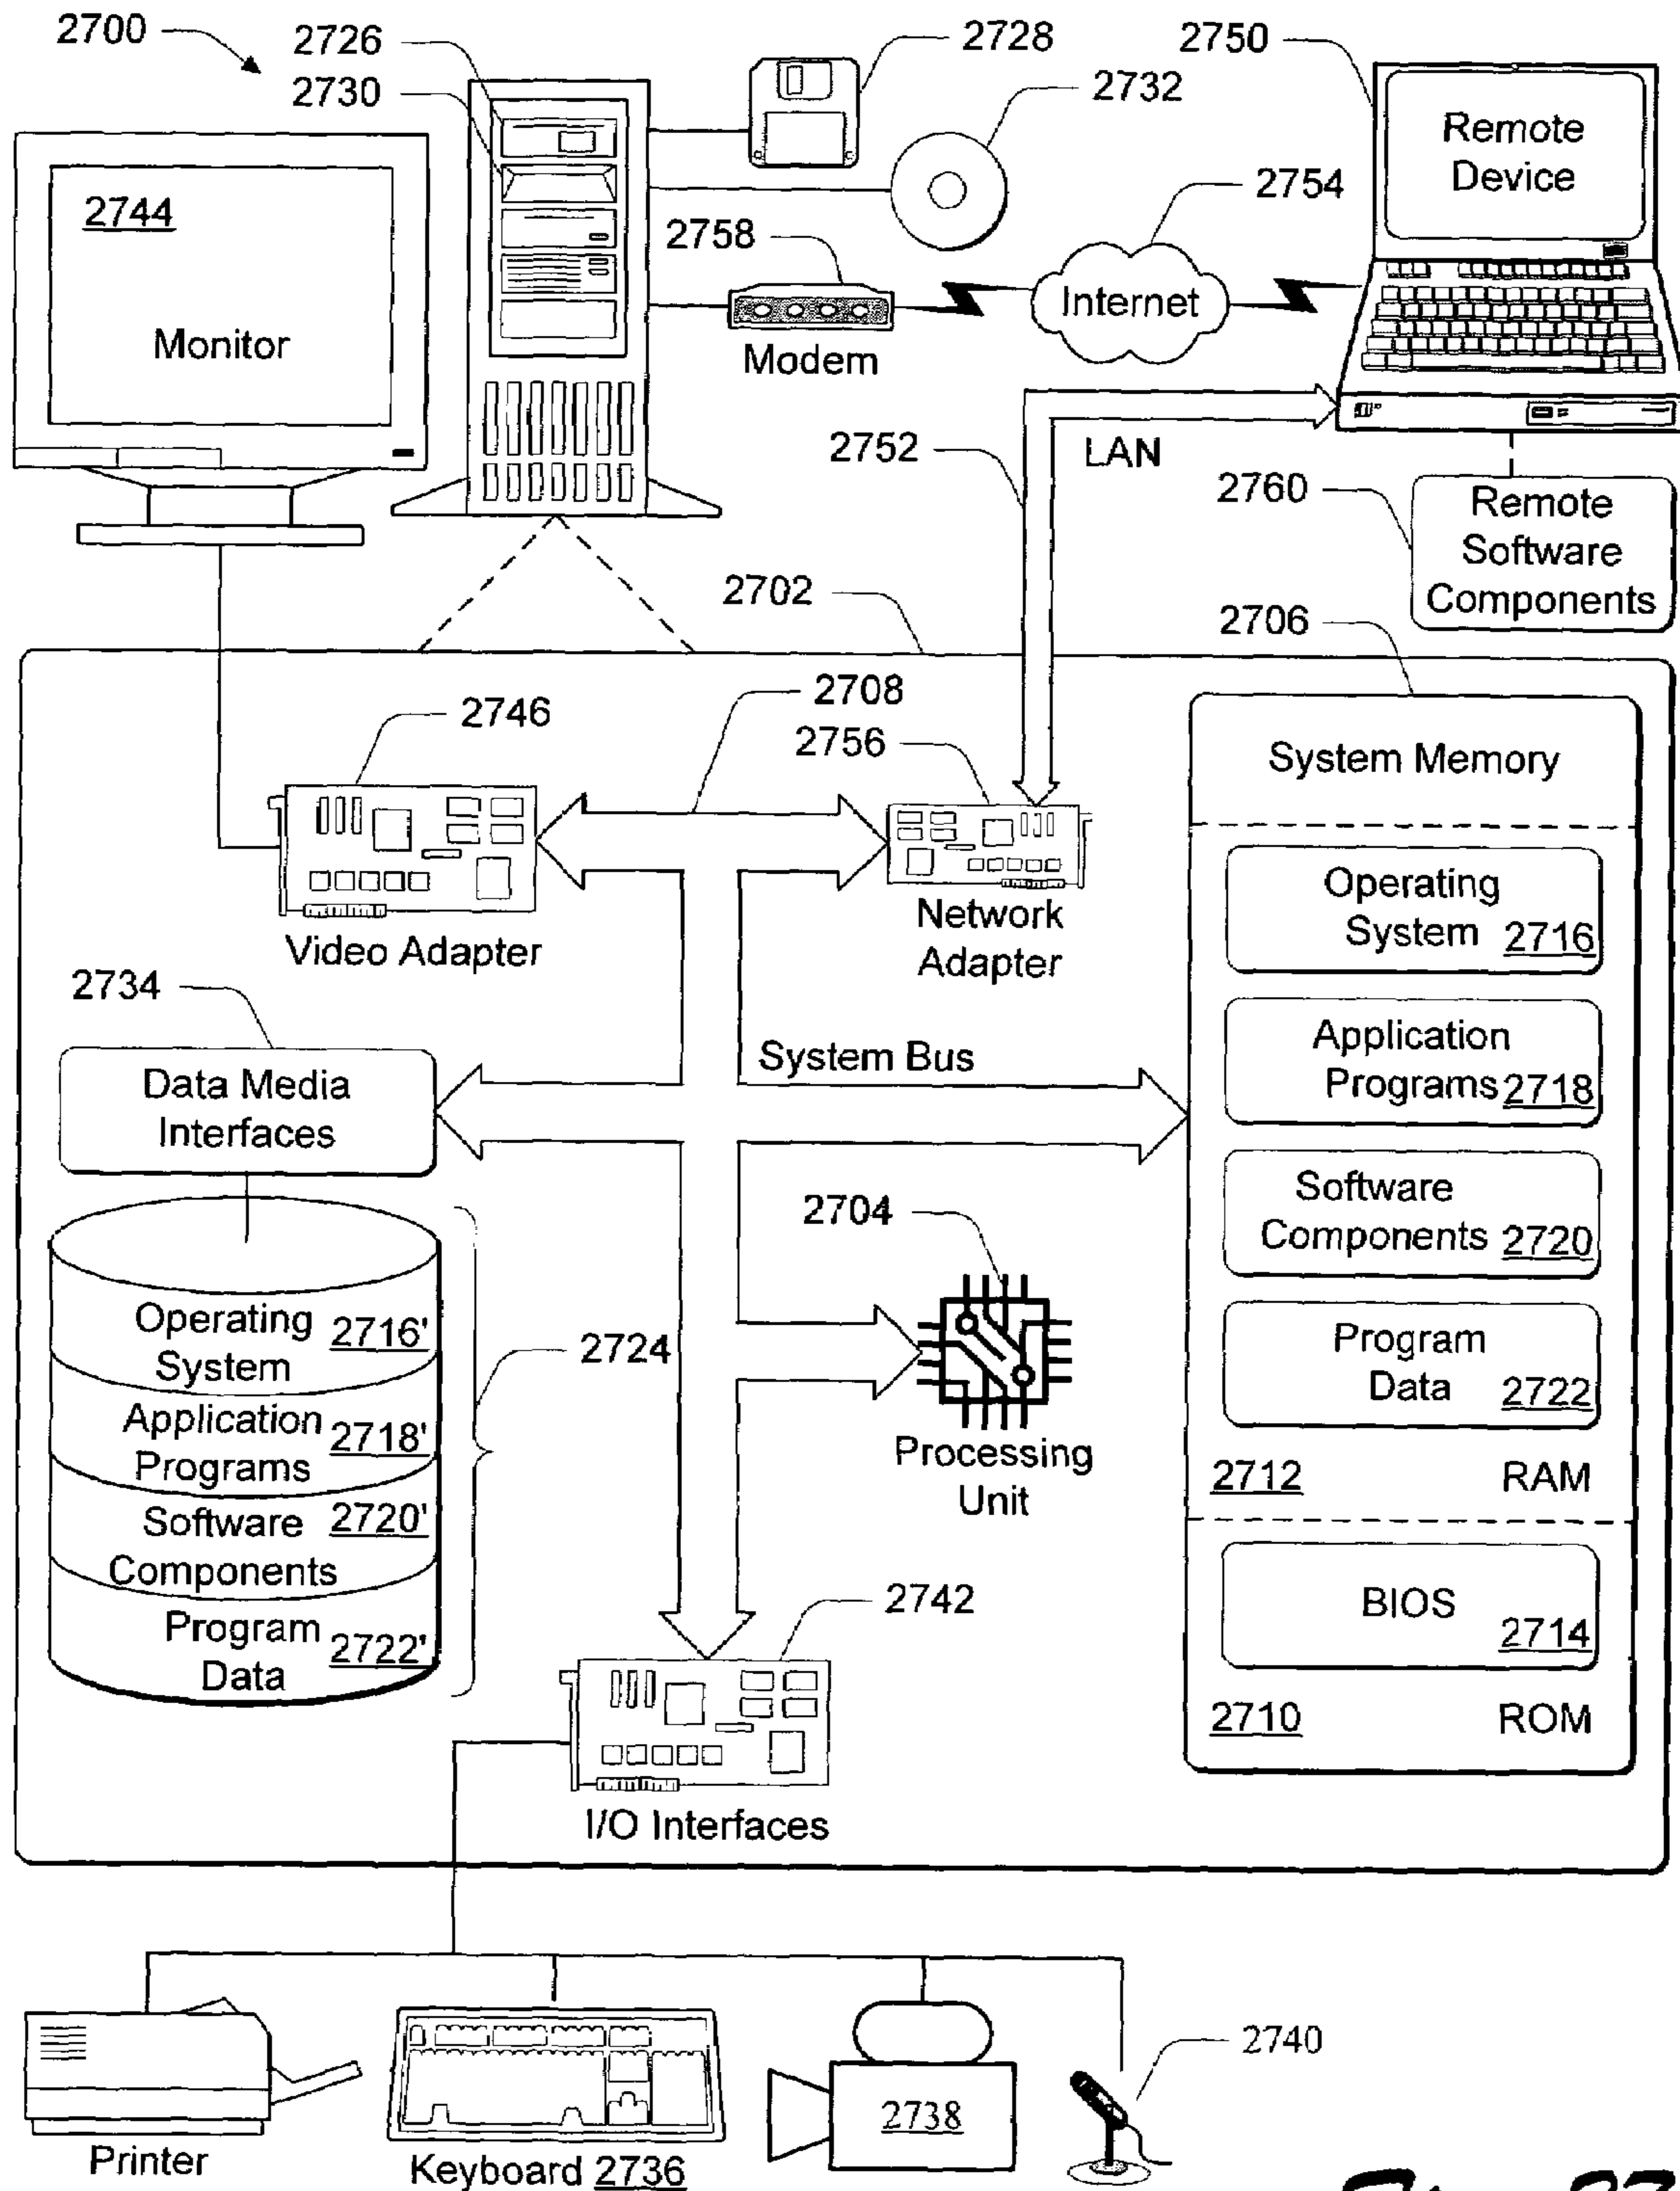 2700
2726
2728
2750
2730
2732
Remote
Device
2754
2744
2758
Internet
Monitor
Modem
2752
LAN
2760
Remote
Software
Components
2702
2706
2708
2746
2756
System Memory
Operating
System 2716
Video Adapter
Network
Adapter
2734
Application
Programs 2718
System Bus
Data Media
Interfaces
Software
Components 2720
2704
Operating
System 2716'
2724
Program
Data 2722
Application
Programs 2718'
Processing
Unit
2712 RAM
Software
Components 2720'
2742
BIOS
2714
Program
Data 2722'
2710 ROM
I/O Interfaces
2740
2738
Printer
Keyboard 2736